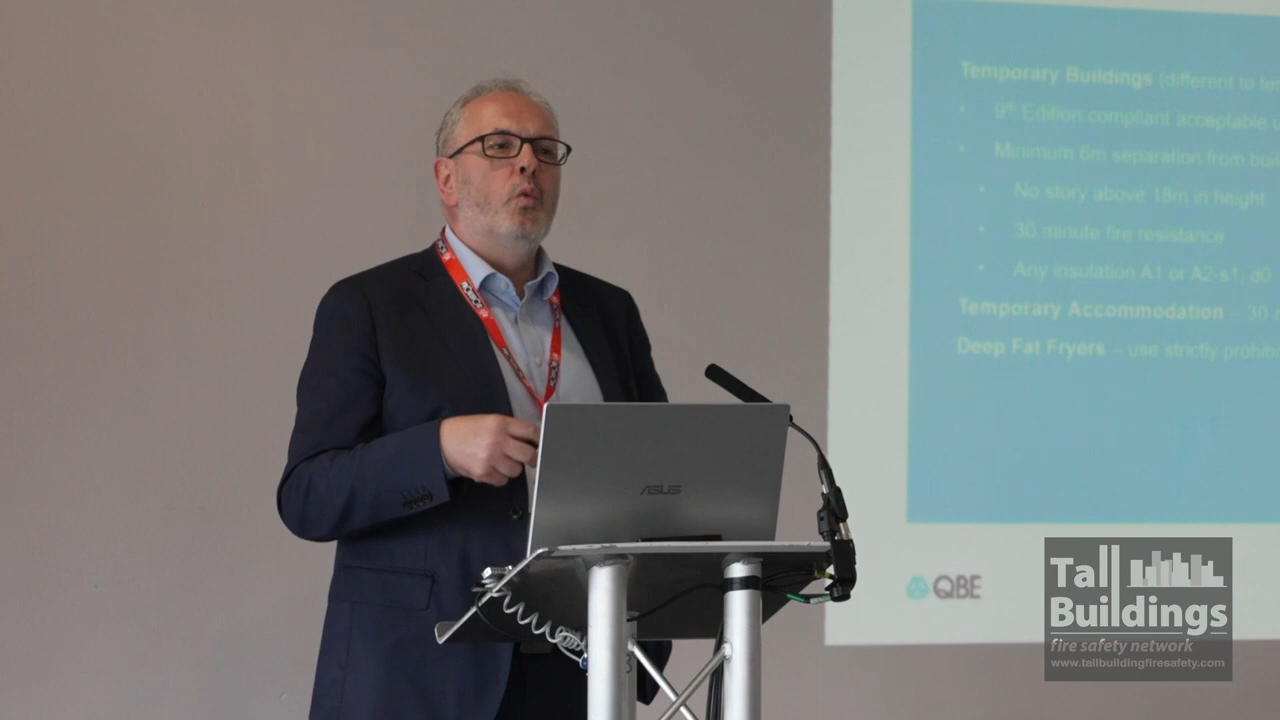 Temporary Buildings (different to
9th Edition compliant acceptable
Minimum 6m separation from
No story above 18m in height
30 minute fire resistance
Any insulation A1 or A2-s1, d0
Temporary Accommodation – 30
Deep Fat Fryers – use strictly
ASUS
QBE
Tall
Buildings
fire safety network
www.tallbuildingfiresafety.com